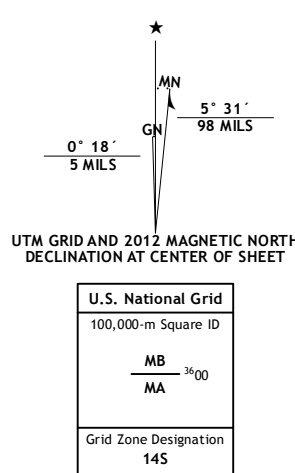 MN
5° 31´
98 MILS
GN
0° 18´
5 MILS
UTM GRID AND 2012 MAGNETIC NORTH
DECLINATION AT CENTER OF SHEET
U.S. National Grid
100,000-m Square ID
MB
3600
MA
Grid Zone Designation
14S